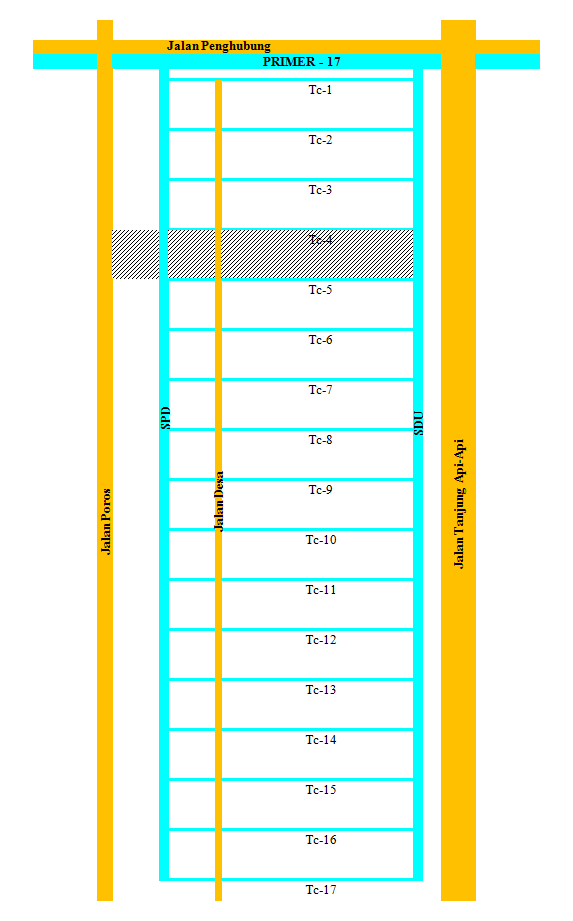 Jalan Penghubung
PRIMER - 17
Tc-1
Tc-2
Tc-3
Tc-4
Tc-5
Tc-6
Tc-7
SPD
SDU
Tc-8
Jalan Tanjung Api-Api
Jalan Desa
Jalan Poros
Tc-9
Tc-10
Tc-11
Tc-12
Tc-13
Tc-14
Tc-15
Tc-16
Tc-17